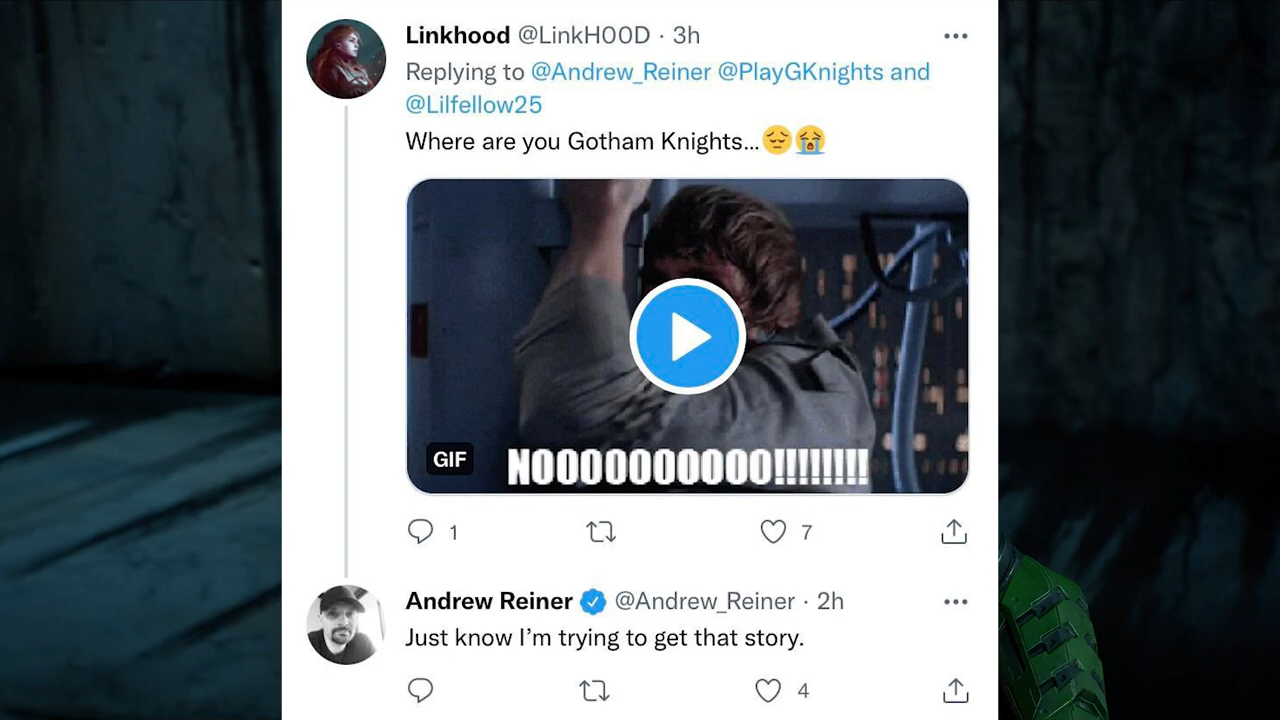 Linkhood @LinkH00D · 3h
Replying to @Andrew_Reiner @PlayGKnights and
@Lilfellow25
Where are you Gotham Knights...😔😭
GIF
NOOOOOOOOOO!!!!!!!!
1
7
Andrew Reiner @Andrew_Reiner · 2h
Just know I’m trying to get that story.
4